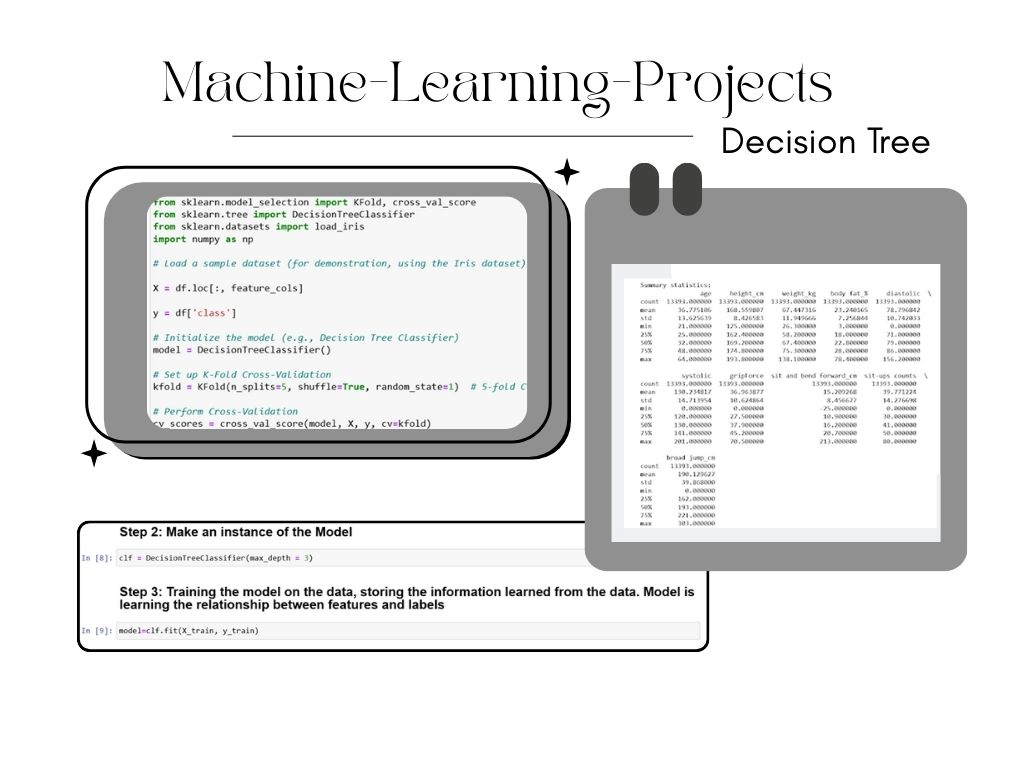 Machine-Learning-Projects
Decision Tree
from sklearn.model_selection import KFold, cross_val_score
from sklearn.tree import DecisionTreeClassifier
from sklearn.datasets import load_iris
import numpy as np
# Load a sample dataset (for demonstration, using the Iris dataset)
X = df.loc[:, feature_cols]
y = df['class']
# Initialize the model (e.g., Decision Tree Classifier)
model = DecisionTreeClassifier()
# Set up K-Fold Cross-Validation
kfold = KFold(n_splits=5, shuffle=True, random_state=1)  # 5-fold C
# Perform Cross-Validation
cv_scores = cross_val_score(model, X, y, cv=kfold)
Summary statistics:
age height_cm weight_kg body fat_% diastolic \
count 13393.000000 13393.000000 13393.000000 13393.000000 13393.000000
mean 36.775106 168.559807 67.447316 23.240165 78.796842
std 13.625639 8.426583 11.949666 7.256844 10.742033
min 21.000000 125.000000 26.300000 3.000000 0.000000
25% 25.000000 162.400000 58.200000 18.000000 71.000000
50% 32.000000 169.200000 67.400000 22.800000 79.000000
75% 48.000000 174.800000 75.300000 28.000000 86.000000
max 64.000000 193.800000 138.100000 78.400000 156.200000
systolic gripForce sit and bend forward_cm sit-ups counts \
count 13393.000000 13393.000000 13393.000000 13393.000000
mean 130.234817 36.963877 15.209268 39.771224
std 14.713954 10.624864 8.456677 14.276698
min 0.000000 0.000000 -25.000000 0.000000
25% 120.000000 27.500000 10.900000 30.000000
50% 130.000000 37.900000 16.200000 41.000000
75% 141.000000 45.200000 20.700000 50.000000
max 201.000000 70.500000 213.000000 80.000000
broad jump_cm
count 13393.000000
mean 190.129627
std 39.868000
min 0.000000
25% 162.000000
50% 193.000000
75% 221.000000
max 303.000000
Step 2: Make an instance of the Model
In [8]: clf = DecisionTreeClassifier(max_depth = 3)
Step 3: Training the model on the data, storing the information learned from the data. Model is
learning the relationship between features and labels
In [9]: model=clf.fit(X_train, y_train)